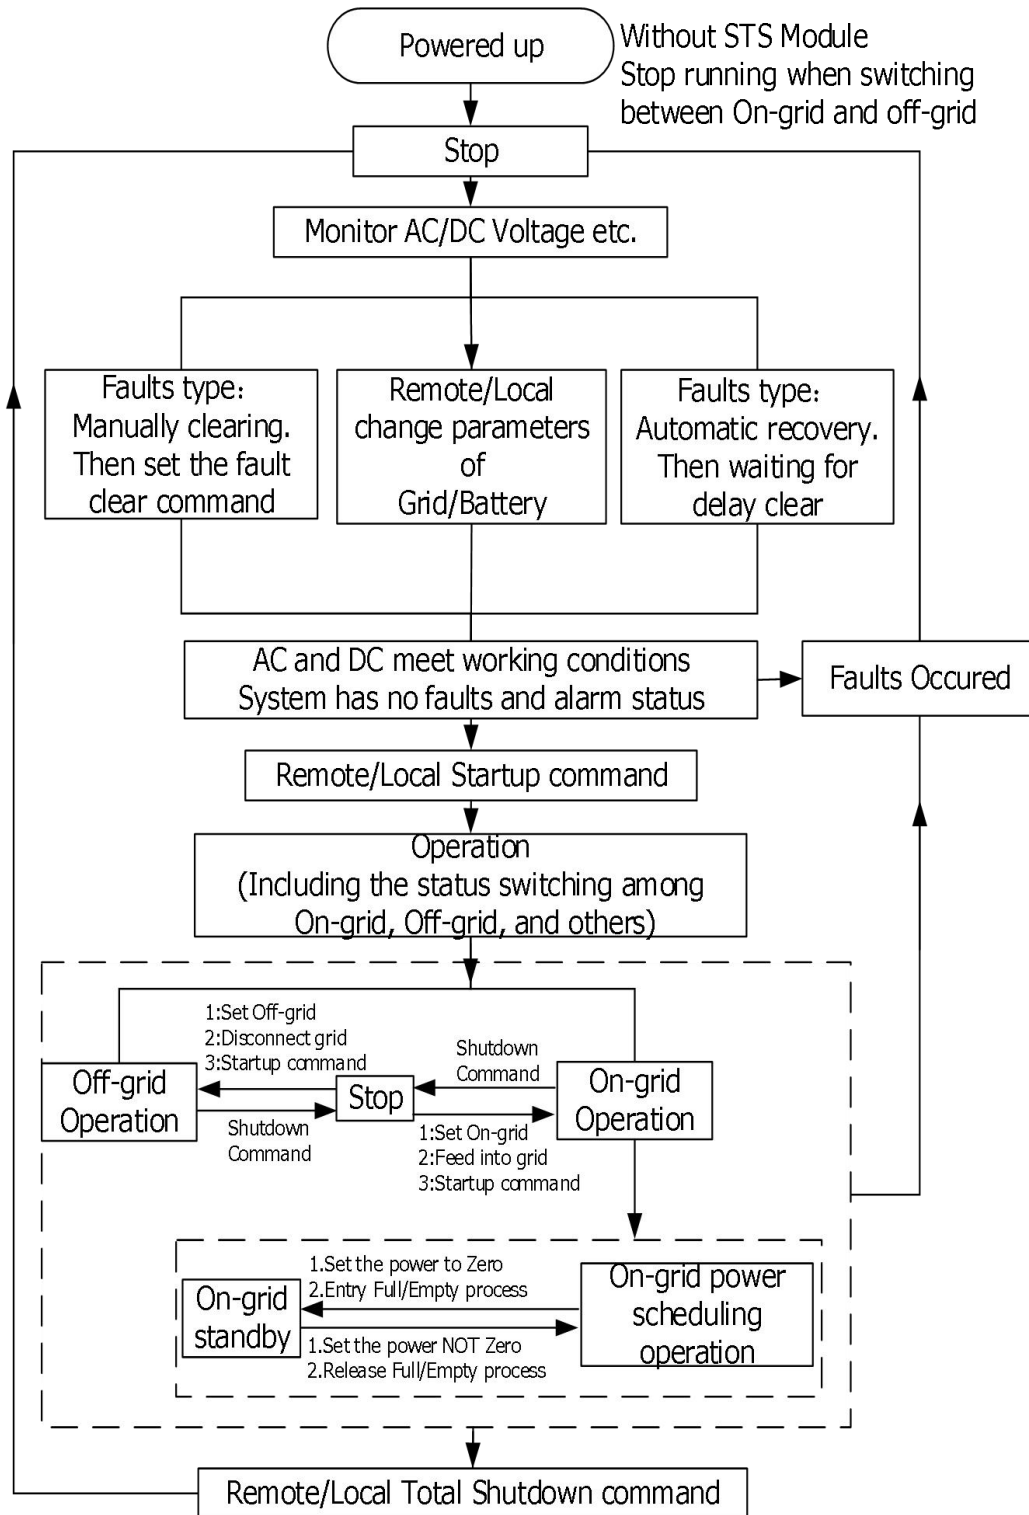 Powered up
Without STS Module
Stop running when switching
between On-grid and off-grid
Stop
Monitor AC/DC Voltage etc.
Faults type:
Manually clearing.
Then set the fault
clear command
Remote/Local
change parameters
of
Grid/Battery
Faults type:
Automatic recovery.
Then waiting for
delay clear
AC and DC meet working conditions
System has no faults and alarm status
Faults Occured
Remote/Local Startup command
Operation
(Including the status switching among
On-grid, Off-grid, and others)
1:Set Off-grid
2:Disconnect grid
3:Startup command
Shutdown
Command
Off-grid
Operation
Stop
On-grid
Operation
Shutdown
Command
1:Set On-grid
2:Feed into grid
3:Startup command
1.Set the power to Zero
2.Entry Full/Empty process
On-grid
standby
On-grid power
scheduling
operation
1.Set the power NOT Zero
2.Release Full/Empty process
Remote/Local Total Shutdown command